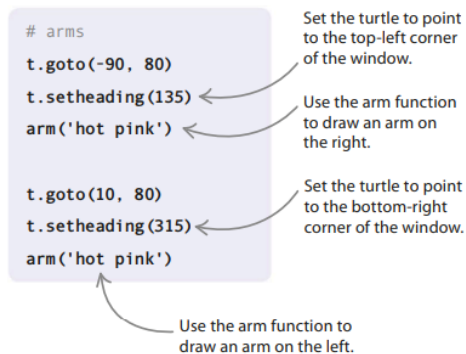 # arms
t.goto(-90, 80)
t.setheading(135)
arm('hot pink')
t.goto(10, 80)
t.setheading(315)
arm('hot pink')
Set the turtle to point
to the top-left corner
of the window.
Use the arm function
to draw an arm on
the right.
Set the turtle to point
to the bottom-right
corner of the window.
Use the arm function to
draw an arm on the left.